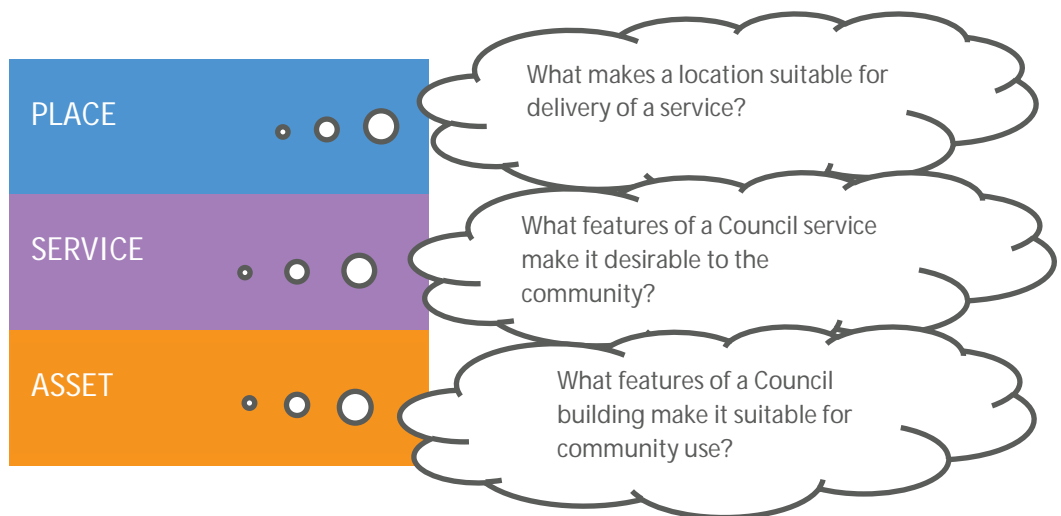 PLACE
What makes a location suitable for
delivery of a service?
SERVICE
What features of a Council service
make it desirable to the
community?
ASSET
What features of a Council
building make it suitable for
community use?